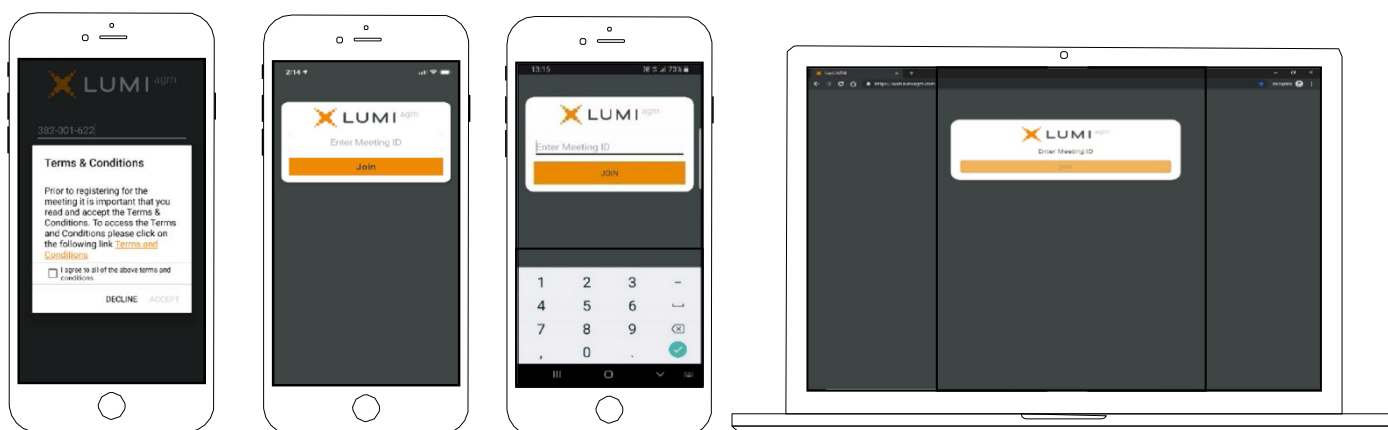 LUMI agm
382-001-622
Terms & Conditions
Prior to registering for the
meeting it is important that you
read and accept the Terms &
Conditions. To access the Terms
and Conditions please click on
the following link Terms and
Conditions
I agree to all of the above terms and
conditions
DECLINE ACCEPT
2:14
LUMI agm
Enter Meeting ID
Join
13:15
73%
LUMI agm
Enter Meeting ID
JOIN
1 2 3 -
4 5 6
7 8 9
, 0 .
Lumi AGM
LUMI agm
Enter Meeting ID
Join